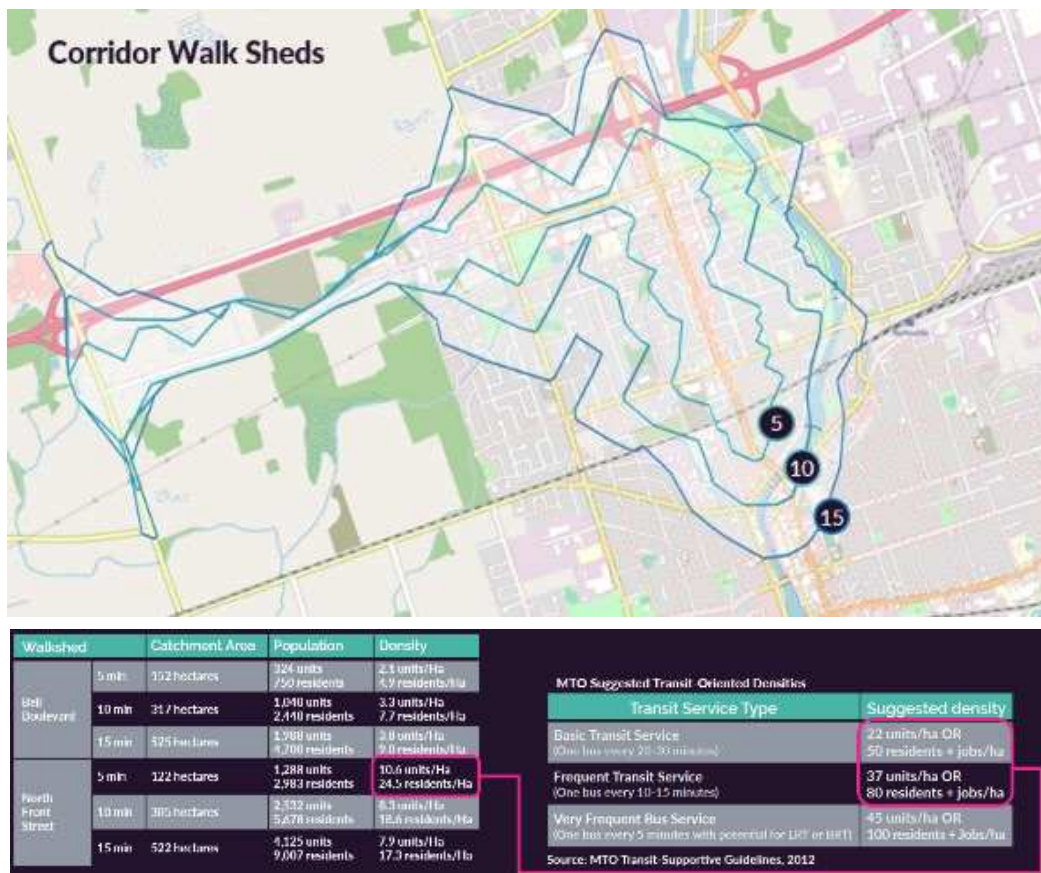 Corridor Walk Sheds
5
10
15
Walkshed Catchment Area Population Density
Bell Boulevard
5 min 152 hectares 324 units 2.1 units/Ha
750 residents 4.9 residents/Ha
10 min 317 hectares 1,040 units 3.3 units/Ha
2,440 residents 7.7 residents/Ha
15 min 525 hectares 1,988 units 3.8 units/Ha
4,700 residents 9.0 residents/Ha
North Front Street
5 min 122 hectares 1,288 units 10.6 units/Ha
2,983 residents 24.5 residents/Ha
10 min 305 hectares 2,532 units 8.3 units/Ha
5,678 residents 18.6 residents/Ha
15 min 522 hectares 4,125 units 7.9 units/Ha
9,007 residents 17.3 residents/Ha
MTO Suggested Transit-Oriented Densities
Transit Service Type Suggested density
Basic Transit Service 22 units/ha OR
(One bus every 20-30 minutes) 50 residents + jobs/ha
Frequent Transit Service 37 units/ha OR
(One bus every 10-15 minutes) 80 residents + jobs/ha
Very Frequent Bus Service 45 units/ha OR
(One bus every 5 minutes with potential for LRT or BRT) 100 residents + Jobs/ha
Source: MTO Transit-Supportive Guidelines, 2012